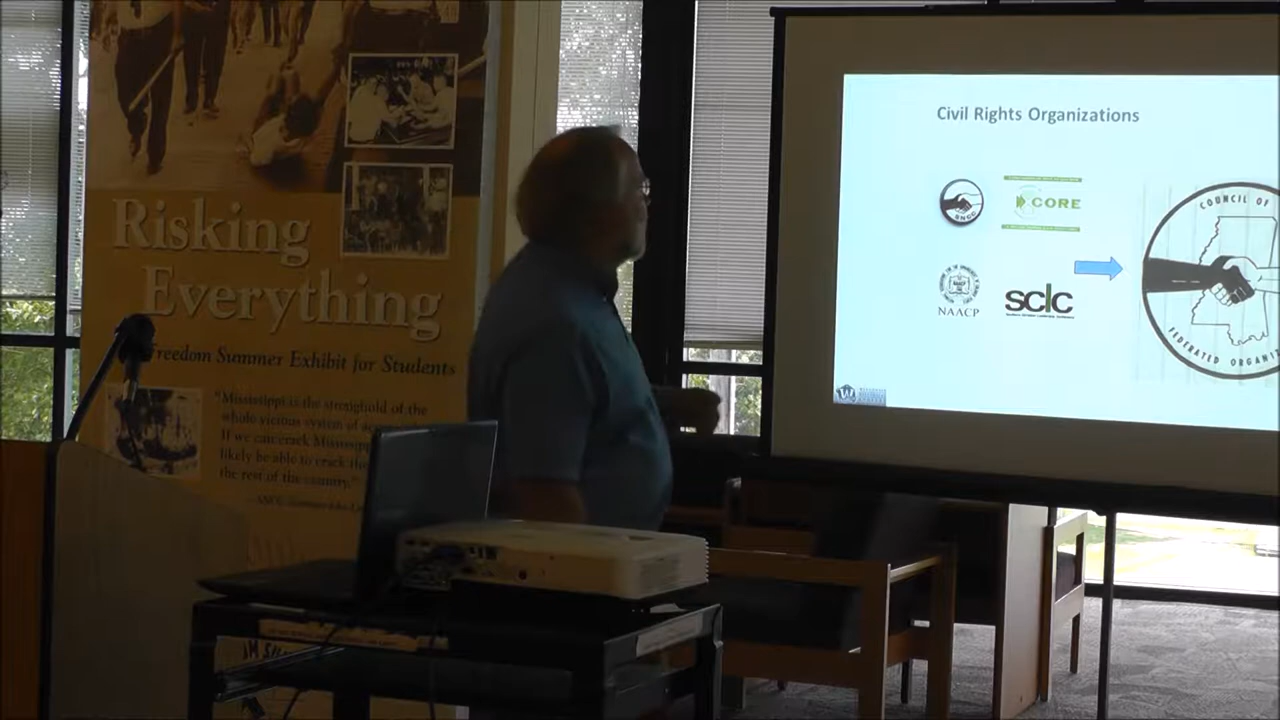 Risking
Everything
Freedom Summer Exhibit for Students
"Mississippi is the stronghold of the
whole vicious system of
If we can crack Mississippi
likely be able to crack
the rest of the country."
Civil Rights Organizations
SNCC
CORE
NAACP
sclc
COUNCIL OF
FEDERATED ORGANIZ